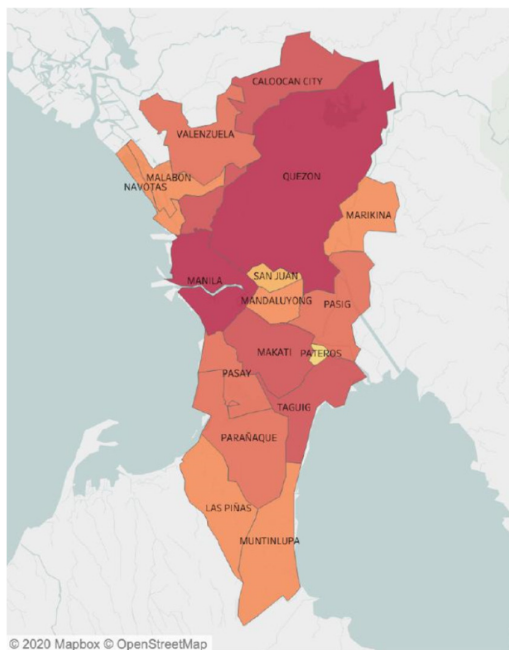 CALOOCAN CITY
VALENZUELA
MALABON
NAVOTAS
QUEZON
MARIKINA
SAN JUAN
MANILA
MANDALUYONG
PASIG
MAKATI
PATEROS
PASAY
TAGUIG
PARAÑAQUE
LAS PIÑAS
MUNTINLUPA
© 2020 Mapbox © OpenStreetMap